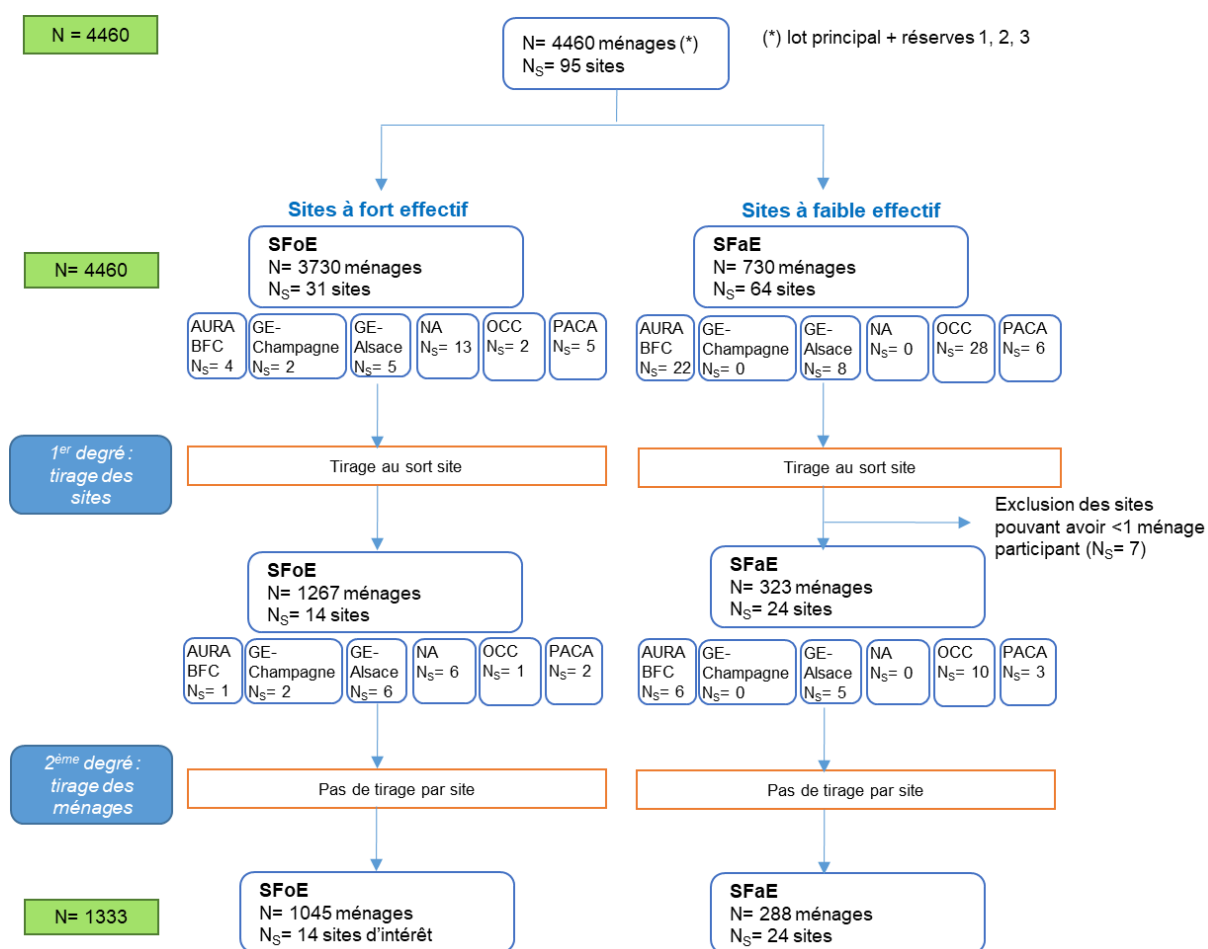 N = 4460
N= 4460 ménages (*)
NS= 95 sites
(*) lot principal + réserves 1, 2, 3
Sites à fort effectif
Sites à faible effectif
N= 4460
SFoE
N= 3730 ménages
NS= 31 sites
SFaE
N= 730 ménages
NS= 64 sites
AURA
BFC
NS= 4
GE-
Champagne
NS= 2
GE-
Alsace
NS= 5
NA
NS= 13
OCC
NS= 2
PACA
NS= 5
AURA
BFC
NS= 22
GE-
Champagne
NS= 0
GE-
Alsace
NS= 8
NA
NS= 0
OCC
NS= 28
PACA
NS= 6
1er degré :
tirage des
sites
Tirage au sort site
Tirage au sort site
Exclusion des sites
pouvant avoir <1 ménage
participant (NS= 7)
SFoE
N= 1267 ménages
NS= 14 sites
SFaE
N= 323 ménages
NS= 24 sites
AURA
BFC
NS= 1
GE-
Champagne
NS= 2
GE-
Alsace
NS= 6
NA
NS= 6
OCC
NS= 1
PACA
NS= 2
AURA
BFC
NS= 6
GE-
Champagne
NS= 0
GE-
Alsace
NS= 5
NA
NS= 0
OCC
NS= 10
PACA
NS= 3
2ème degré :
tirage des
ménages
Pas de tirage par site
Pas de tirage par site
N= 1333
SFoE
N= 1045 ménages
NS= 14 sites d'intérêt
SFaE
N= 288 ménages
NS= 24 sites